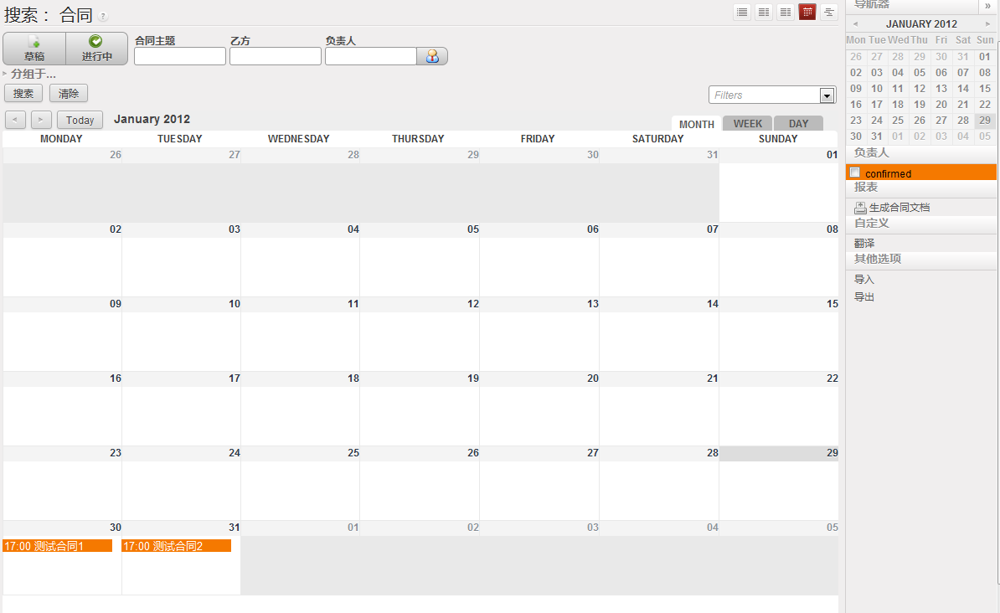 搜索： 合同 ?
草稿
进行中
合同主题
乙方
负责人
分组于...
搜索
清除
Filters
Today
January 2012
MONTH
WEEK
DAY
MONDAY TUESDAY WEDNESDAY THURSDAY FRIDAY SATURDAY SUNDAY
26 27 28 29 30 31 01
02 03 04 05 06 07 08
09 10 11 12 13 14 15
16 17 18 19 20 21 22
23 24 25 26 27 28 29
30 31 01 02 03 04 05
17:00 测试合同1
17:00 测试合同2
导航器 »
JANUARY 2012
Mon Tue Wed Thu Fri Sat Sun
26 27 28 29 30 31 01
02 03 04 05 06 07 08
09 10 11 12 13 14 15
16 17 18 19 20 21 22
23 24 25 26 27 28 29
30 31 01 02 03 04 05
负责人
confirmed
报表
生成合同文档
自定义
翻译
其他选项
导入
导出